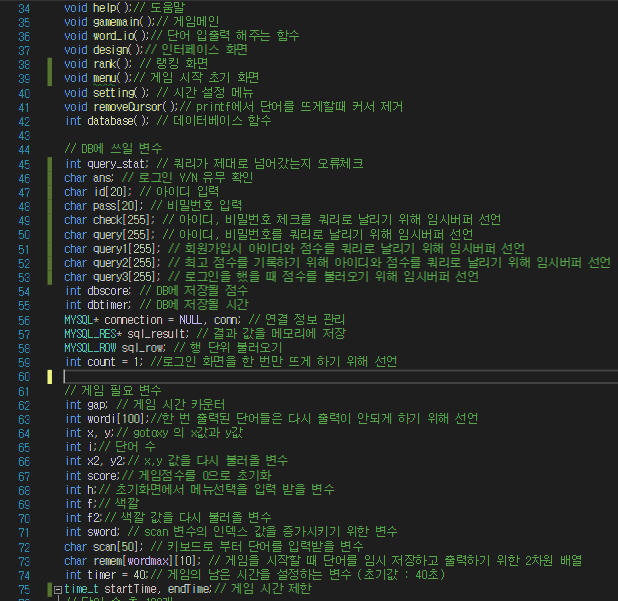 34 void help();// 도움말
35 void gamemain();// 게임메인
36 void word_io();// 단어 입출력 해주는 함수
37 void design();// 인터페이스 화면
38 void rank(); // 랭킹 화면
39 void menu();// 게임 시작 초기 화면
40 void setting(); // 시간 설정 메뉴
41 void removeCursor();// printf에서 단어를 뜨게할때 커서 제거
42 int database(); // 데이터베이스 함수
43
44 // DB에 쓰일 변수
45 int query_stat; // 쿼리가 제대로 넘어갔는지 오류체크
46 char ans; // 로그인 Y/N 유무 확인
47 char id[20]; // 아이디 입력
48 char pass[20]; // 비밀번호 입력
49 char check[255]; // 아이디, 비밀번호 체크를 쿼리로 날리기 위해 임시버퍼 선언
50 char query[255]; // 아이디, 비밀번호를 쿼리로 날리기 위해 임시버퍼 선언
51 char query1[255]; // 회원가입시 아이디와 점수를 쿼리로 날리기 위해 임시버퍼 선언
52 char query2[255]; // 최고 점수를 기록하기 위해 아이디와 점수를 쿼리로 날리기 위해 임시버퍼 선언
53 char query3[255]; // 로그인을 했을 때 점수를 불러오기 위해 임시버퍼 선언
54 int dbscore; // DB에 저장될 점수
55 int dbtimer; // DB에 저장될 시간
56 MYSQL* connection = NULL, conn; // 연결 정보 관리
57 MYSQL_RES* sql_result; // 결과 값을 메모리에 저장
58 MYSQL_ROW sql_row; // 행 단위 불러오기
59 int count = 1; //로그인 화면을 한 번만 뜨게 하기 위해 선언
60
61 // 게임 필요 변수
62 int gap; // 게임 시간 카운터
63 int wordi[100];//한 번 출력된 단어들은 다시 출력이 안되게 하기 위해 선언
64 int x, y;// gotoxy 의 x값과 y값
65 int i;// 단어 수
66 int x2, y2;// x,y 값을 다시 불러올 변수
67 int score;// 게임점수를 0으로 초기화
68 int h;// 초기화면에서 메뉴선택을 입력 받을 변수
69 int f;// 색깔
70 int f2;// 색깔 값을 다시 불러올 변수
71 int sword; // scan 변수의 인덱스 값을 증가시키기 위한 변수
72 char scan[50]; // 키보드로 부터 단어를 입력받을 변수
73 char remem[wordmax][10]; // 게임을 시작할 때 단어를 임시 저장하고 출력하기 위한 2차원 배열
74 int timer = 40;// 게임의 남은 시간을 설정하는 변수 (초기값 : 40초)
75 time_t startTime, endTime;// 게임 시간 제한